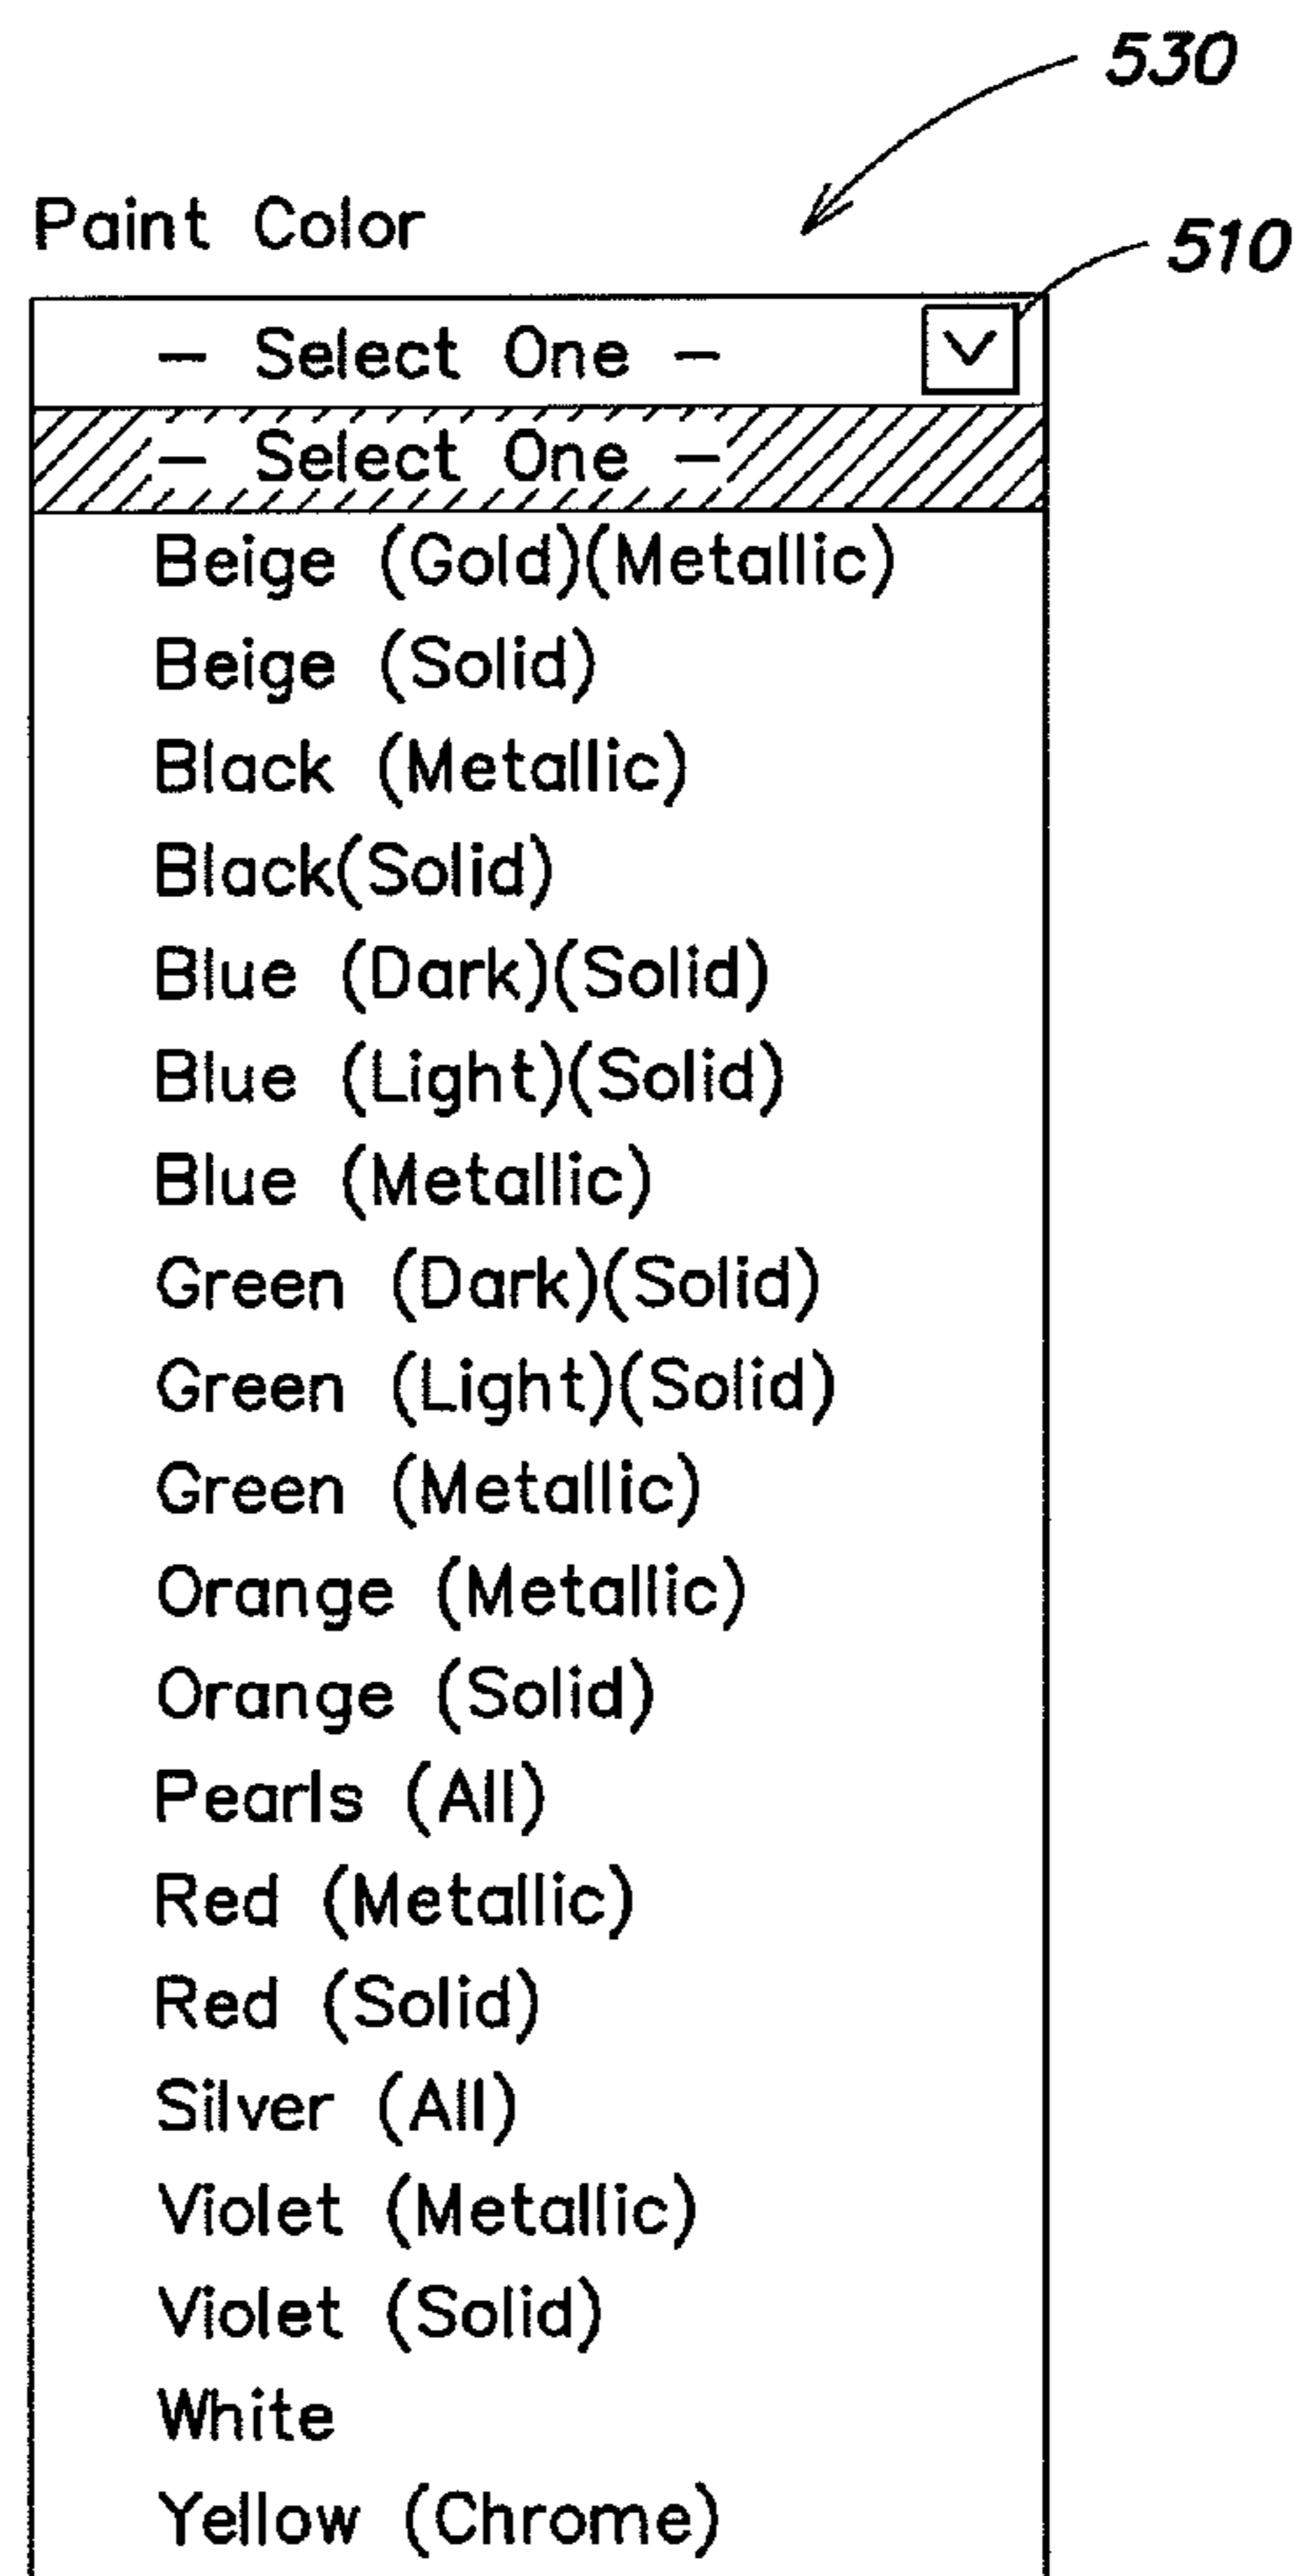 530
Paint Color
510
– Select One –
– Select One –
Beige (Gold)(Metallic)
Beige (Solid)
Black (Metallic)
Black(Solid)
Blue (Dark)(Solid)
Blue (Light)(Solid)
Blue (Metallic)
Green (Dark)(Solid)
Green (Light)(Solid)
Green (Metallic)
Orange (Metallic)
Orange (Solid)
Pearls (All)
Red (Metallic)
Red (Solid)
Silver (All)
Violet (Metallic)
Violet (Solid)
White
Yellow (Chrome)